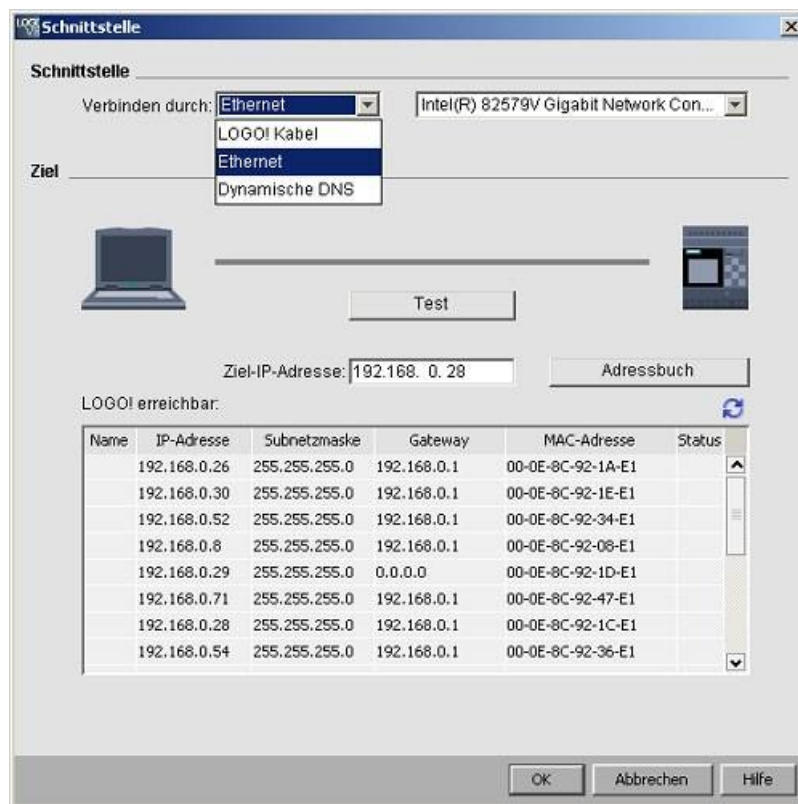 LOGO! Schnittstelle
Schnittstelle
Verbinden durch: Ethernet Intel(R) 82579V Gigabit Network Con...
LOGO! Kabel
Ethernet
Dynamische DNS
Ziel
Test
Ziel-IP-Adresse: 192.168. 0. 28 Adressbuch
LOGO! erreichbar:
Name IP-Adresse Subnetzmaske Gateway MAC-Adresse Status
192.168.0.26 255.255.255.0 192.168.0.1 00-0E-8C-92-1A-E1
192.168.0.30 255.255.255.0 192.168.0.1 00-0E-8C-92-1E-E1
192.168.0.52 255.255.255.0 192.168.0.1 00-0E-8C-92-34-E1
192.168.0.8 255.255.255.0 192.168.0.1 00-0E-8C-92-08-E1
192.168.0.29 255.255.255.0 0.0.0.0 00-0E-8C-92-1D-E1
192.168.0.71 255.255.255.0 192.168.0.1 00-0E-8C-92-47-E1
192.168.0.28 255.255.255.0 192.168.0.1 00-0E-8C-92-1C-E1
192.168.0.54 255.255.255.0 192.168.0.1 00-0E-8C-92-36-E1
OK Abbrechen Hilfe